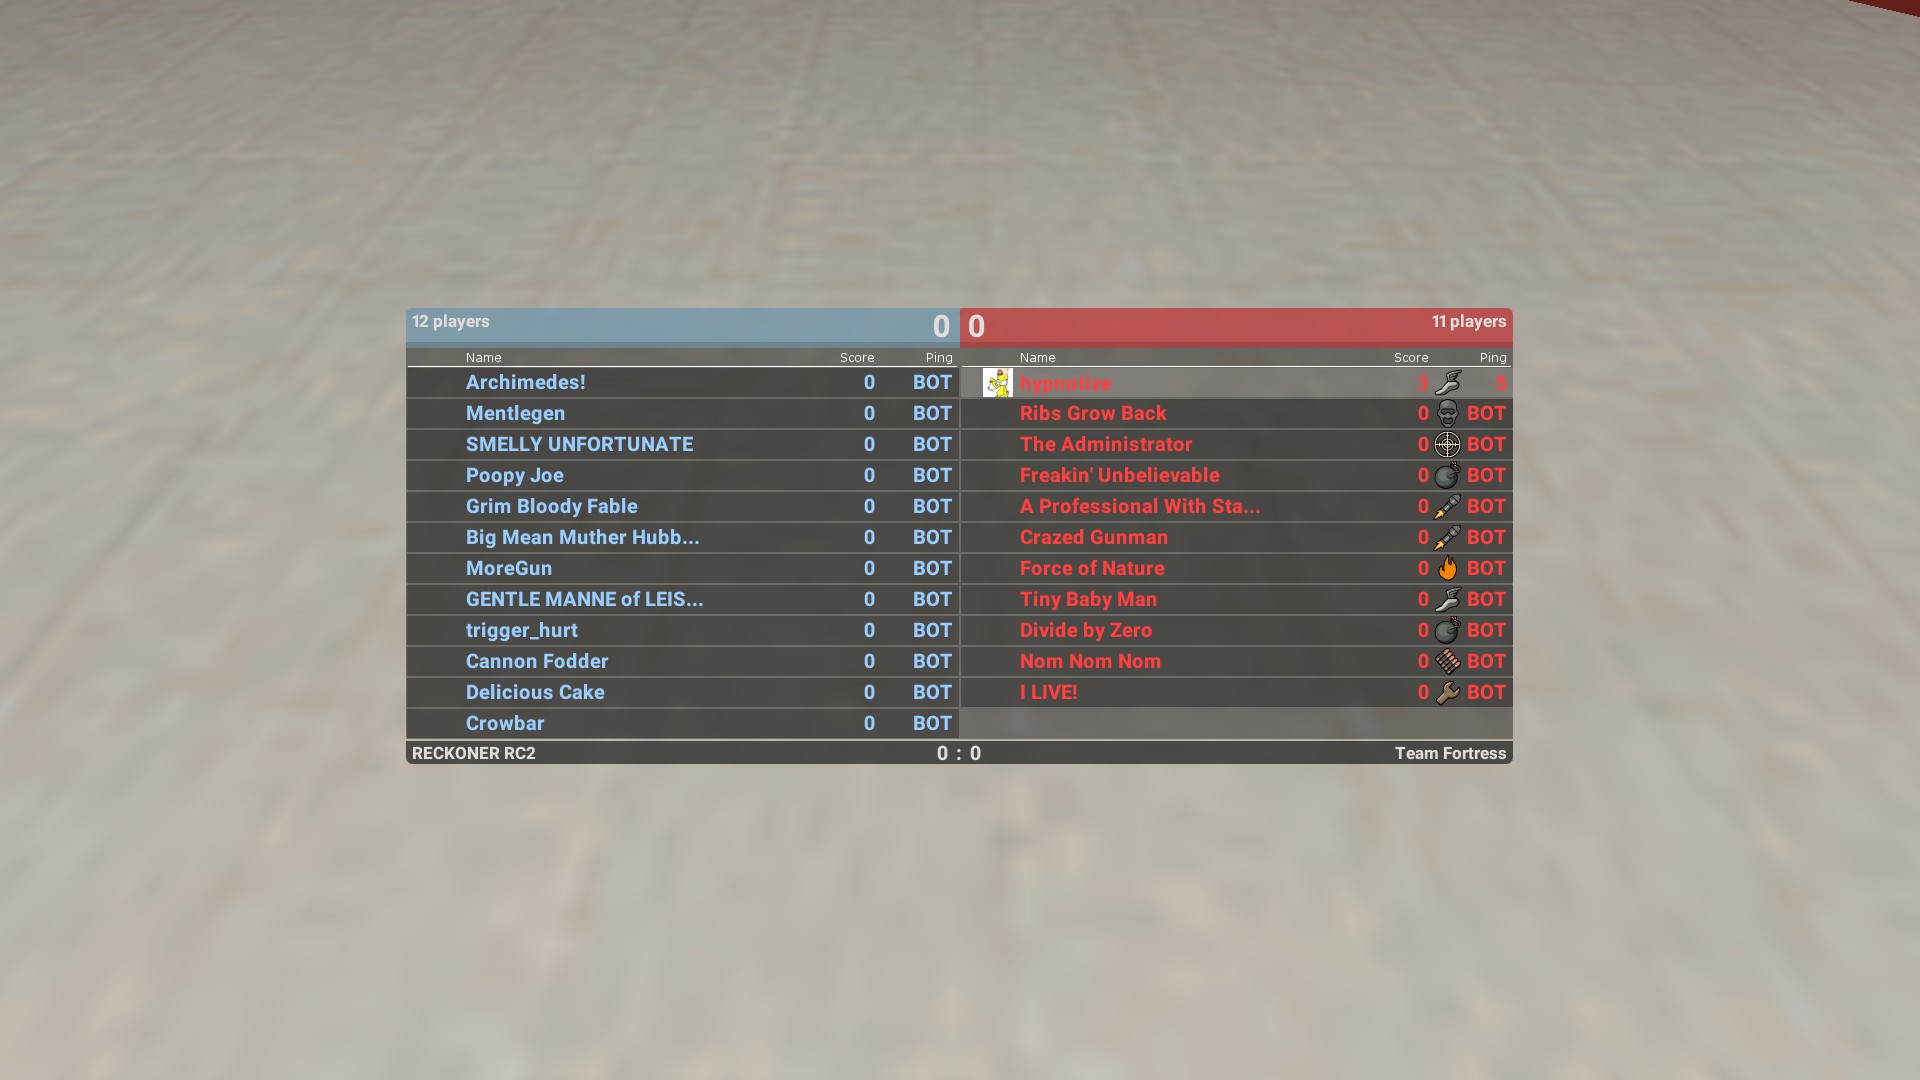 12 players 0
Name Score Ping
Archimedes! 0 BOT
Mentlegen 0 BOT
SMELLY UNFORTUNATE 0 BOT
Poopy Joe 0 BOT
Grim Bloody Fable 0 BOT
Big Mean Muther Hubb... 0 BOT
MoreGun 0 BOT
GENTLE MANNE of LEIS... 0 BOT
trigger_hurt 0 BOT
Cannon Fodder 0 BOT
Delicious Cake 0 BOT
Crowbar 0 BOT
0 11 players
Name Score Ping
hypnotize 3 5
Ribs Grow Back 0 BOT
The Administrator 0 BOT
Freakin' Unbelievable 0 BOT
A Professional With Sta... 0 BOT
Crazed Gunman 0 BOT
Force of Nature 0 BOT
Tiny Baby Man 0 BOT
Divide by Zero 0 BOT
Nom Nom Nom 0 BOT
I LIVE! 0 BOT
RECKONER RC2 0 : 0 Team Fortress